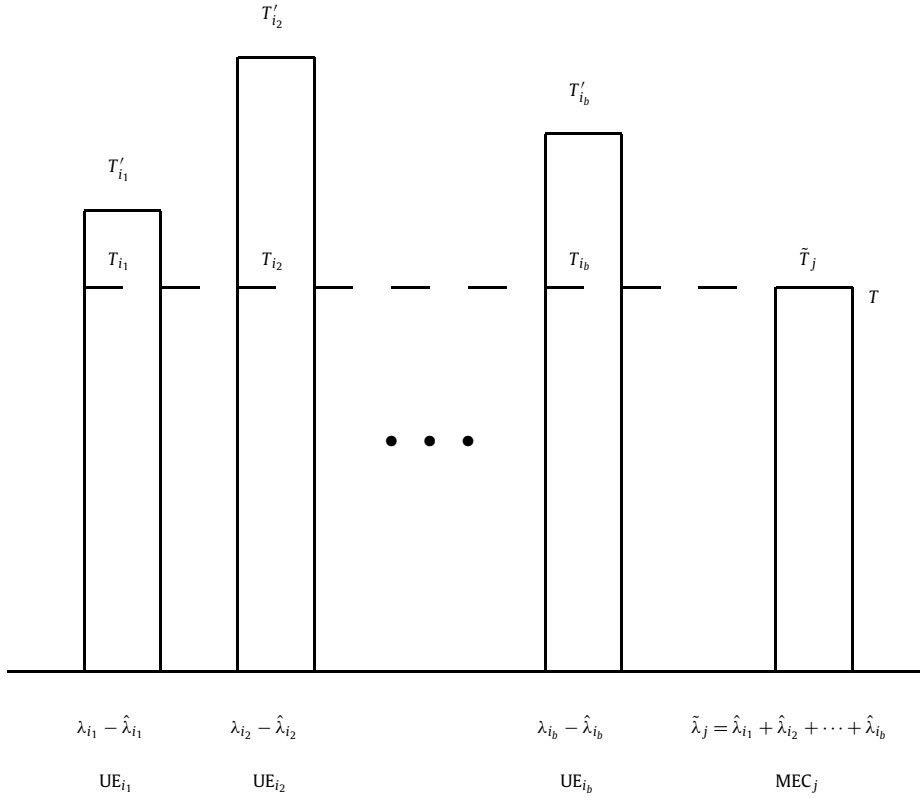 T′_{i_2}
T′_{i_b}
T′_{i_1}
T_{i_1} T_{i_2} T_{i_b} T̃_j
T
λ_{i_1} − λ̂_{i_1} λ_{i_2} − λ̂_{i_2} λ_{i_b} − λ̂_{i_b} λ̃_j = λ̂_{i_1} + λ̂_{i_2} + ⋯ + λ̂_{i_b}
UE_{i_1} UE_{i_2} UE_{i_b} MEC_j